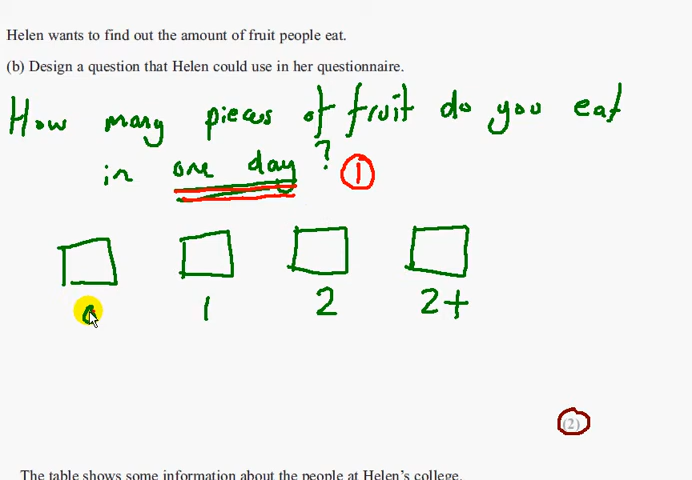 Helen wants to find out the amount of fruit people eat.
(b) Design a question that Helen could use in her questionnaire.
How many pieces of fruit do you eat
in one day? 1
0 1 2 2+
(2)
The table shows some information about the people at Helen's college.